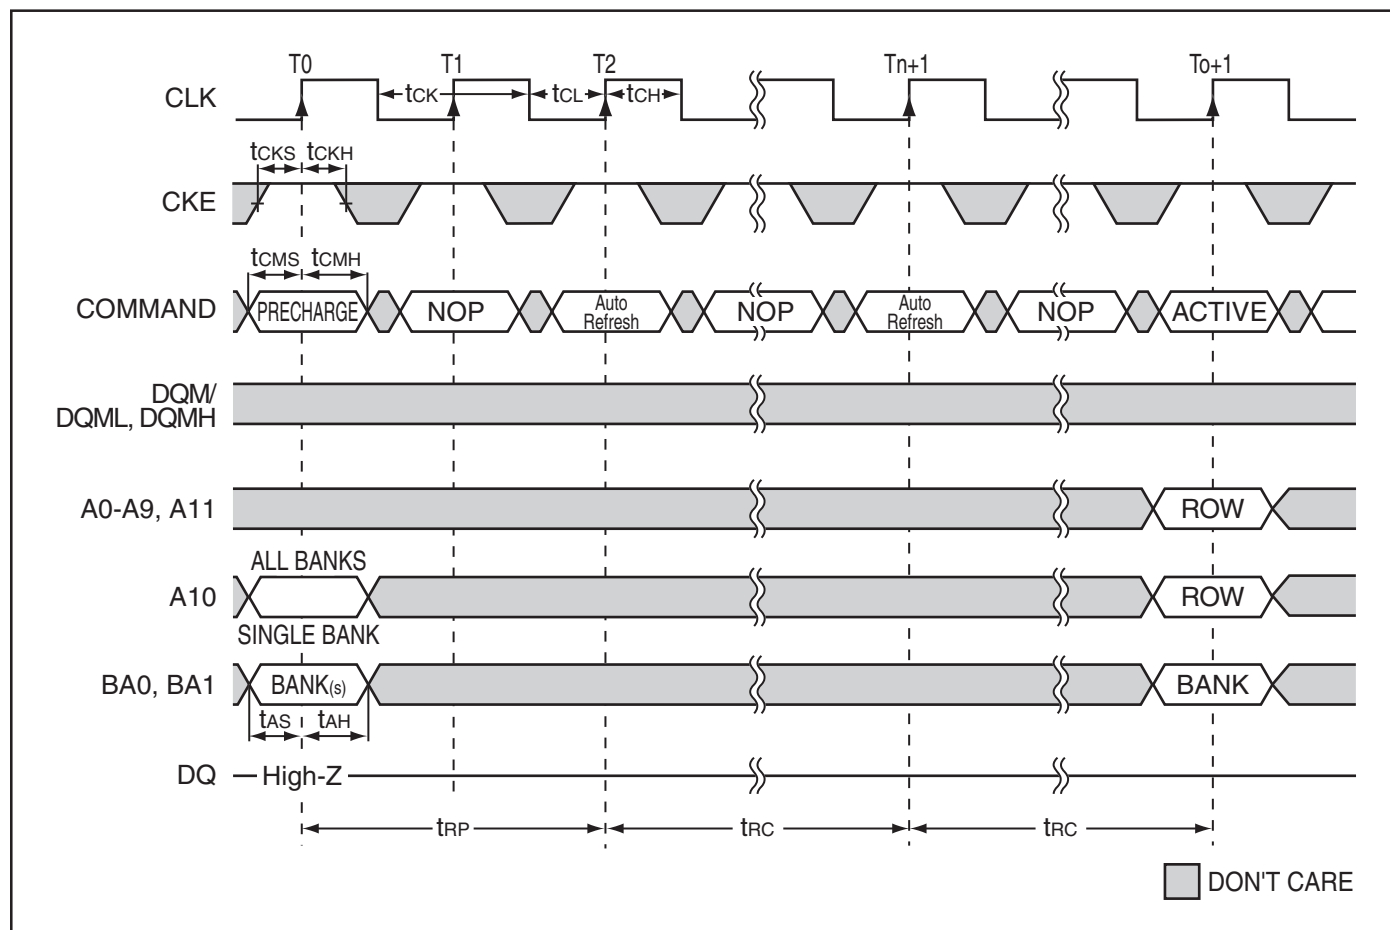 T0 T1 T2 Tn+1 To+1
CLK tCK tCL tCH
tCKS tCKH
CKE
tCMS tCMH
COMMAND PRECHARGE NOP Auto Refresh NOP Auto Refresh NOP ACTIVE
DQM/
DQML, DQMH
A0-A9, A11 ROW
ALL BANKS
A10 ROW
SINGLE BANK
BA0, BA1 BANK(s) BANK
tAS tAH
DQ High-Z
tRP tRC tRC
DON'T CARE